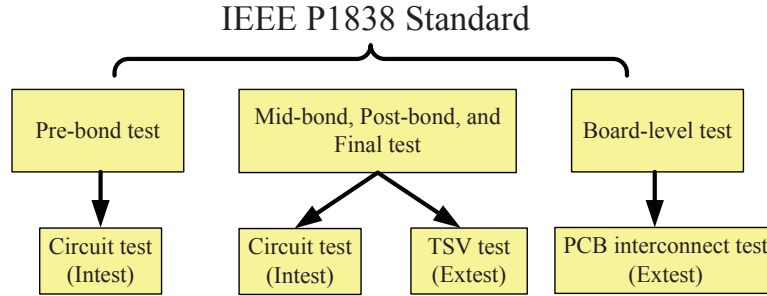 IEEE P1838 Standard
Pre-bond test
Mid-bond, Post-bond, and
Final test
Board-level test
Circuit test
(Intest)
Circuit test
(Intest)
TSV test
(Extest)
PCB interconnect test
(Extest)